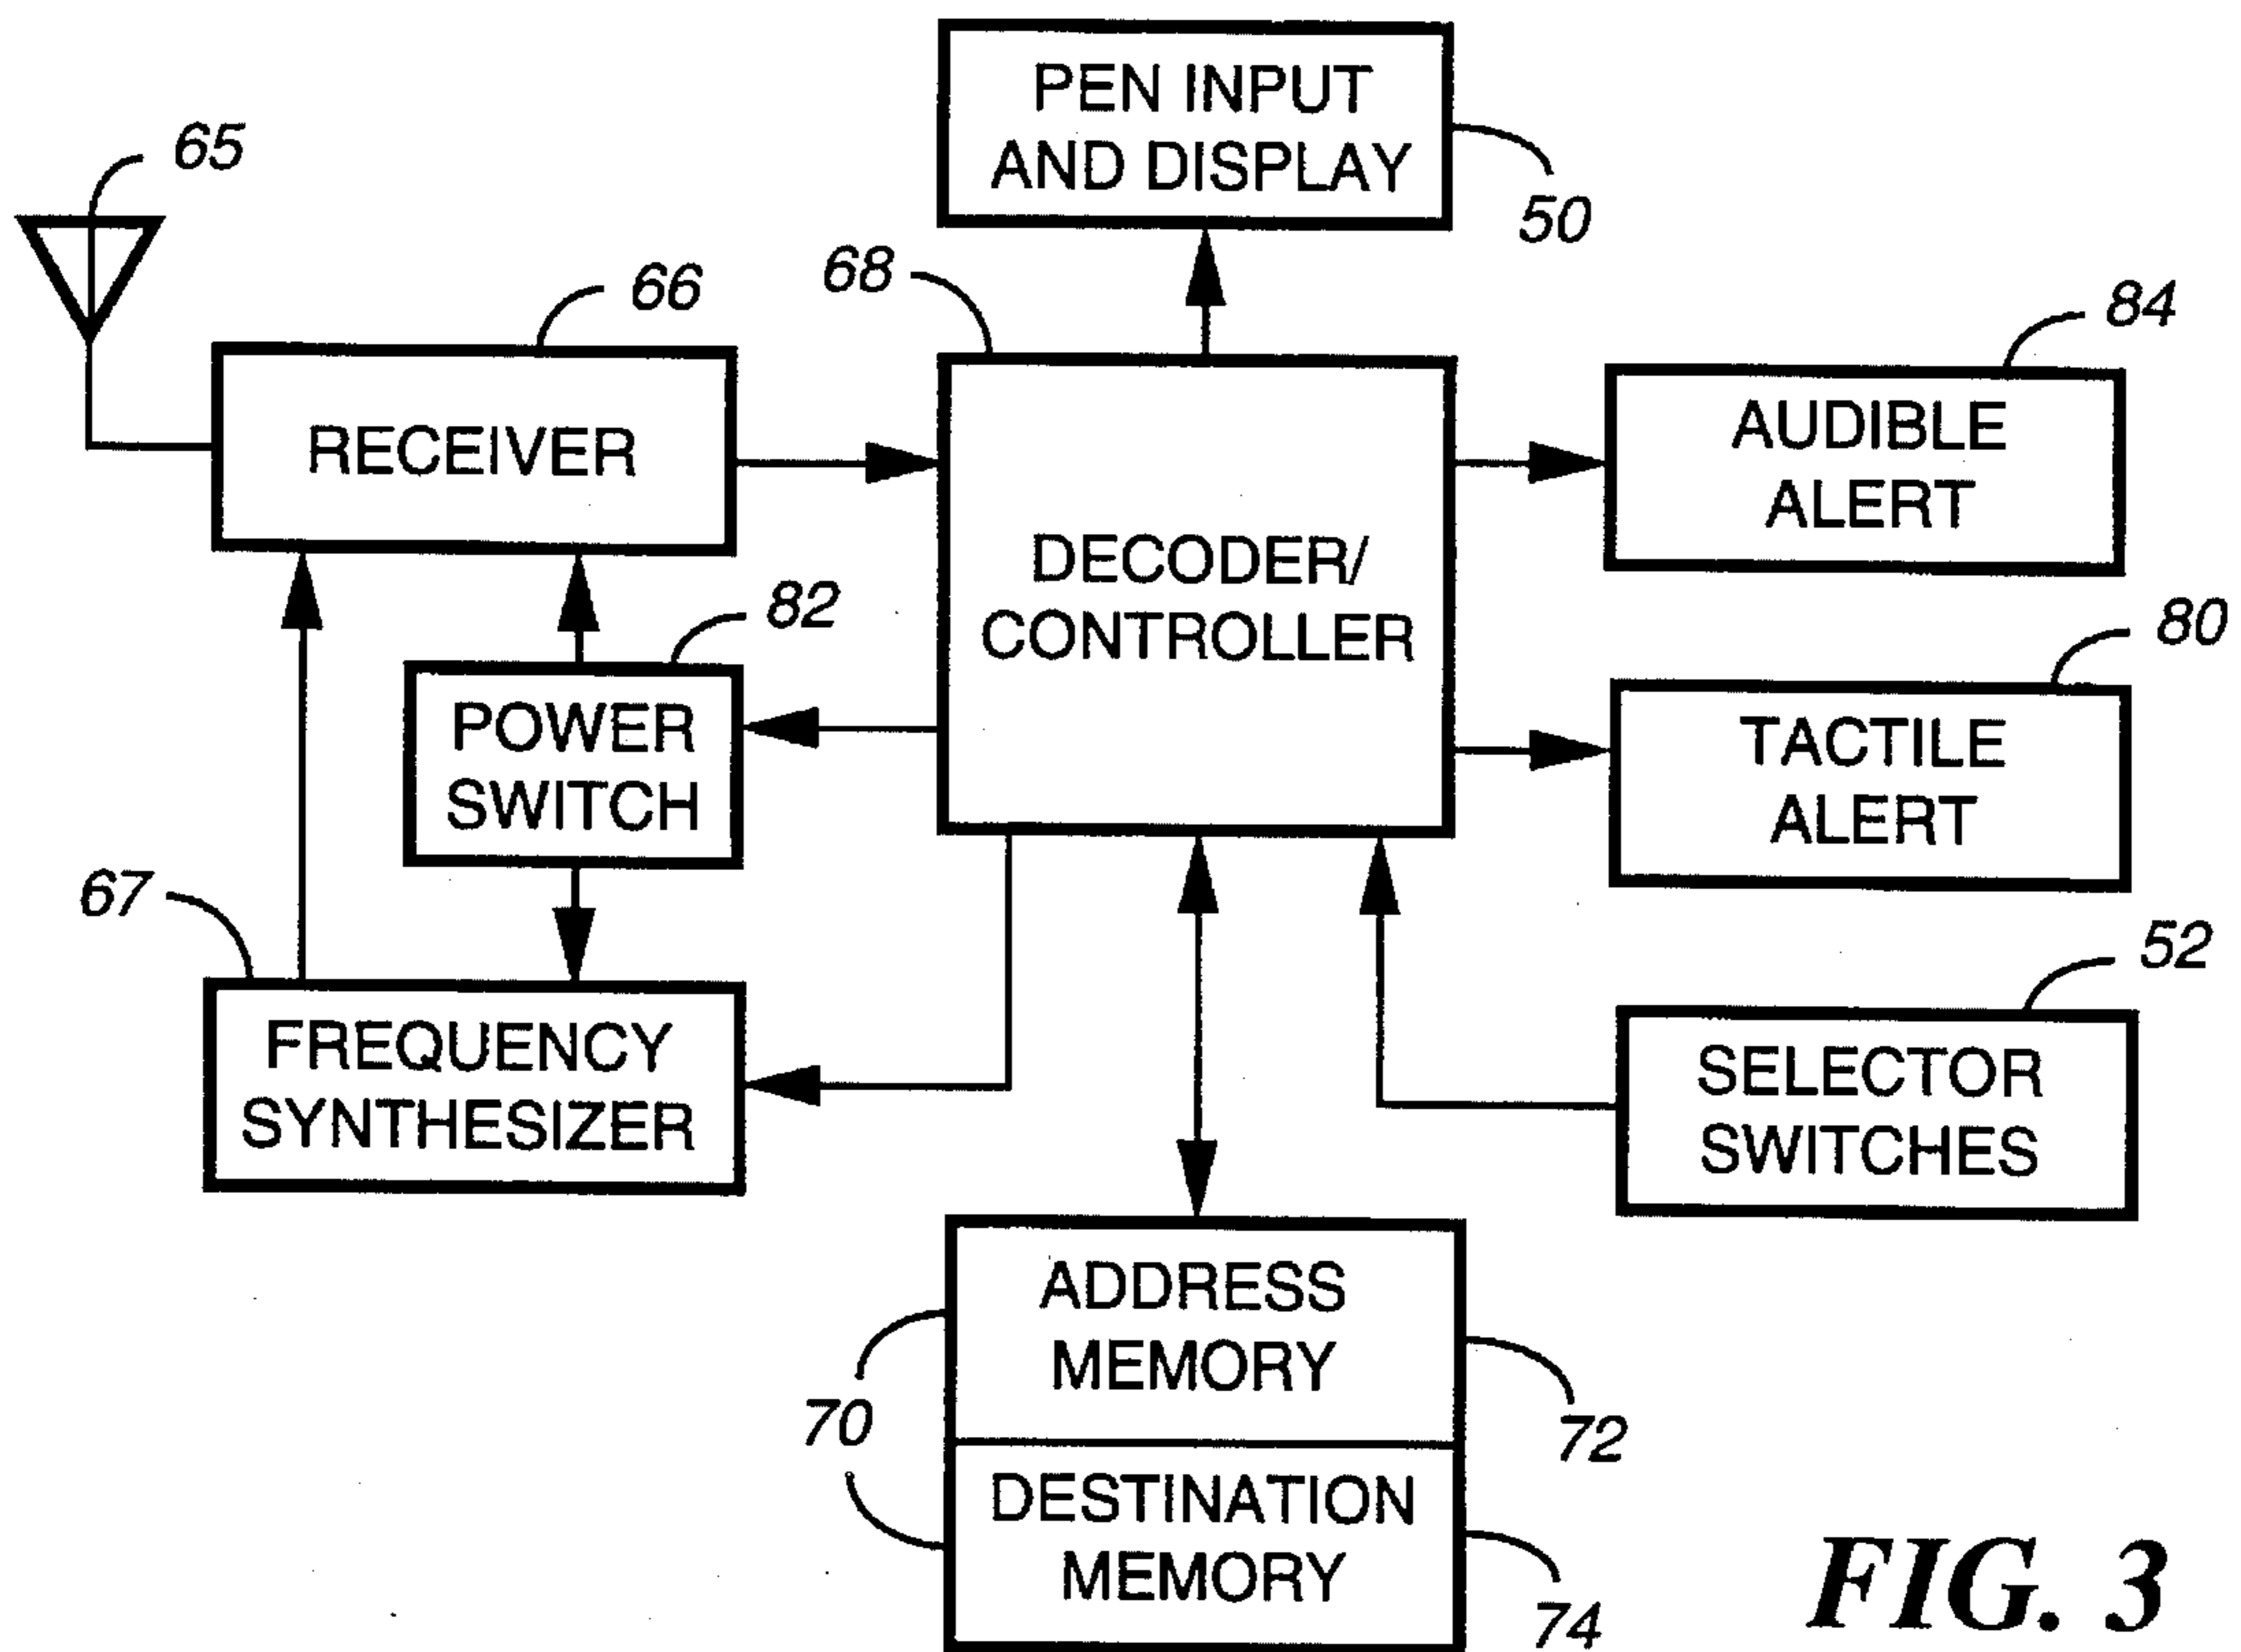 PEN INPUT
AND DISPLAY
50
65
66
68
84
RECEIVER
AUDIBLE
ALERT
DECODER/
CONTROLLER
82
80
POWER
SWITCH
TACTILE
ALERT
67
52
FREQUENCY
SYNTHESIZER
SELECTOR
SWITCHES
ADDRESS
MEMORY
70
72
DESTINATION
MEMORY
74
FIG. 3